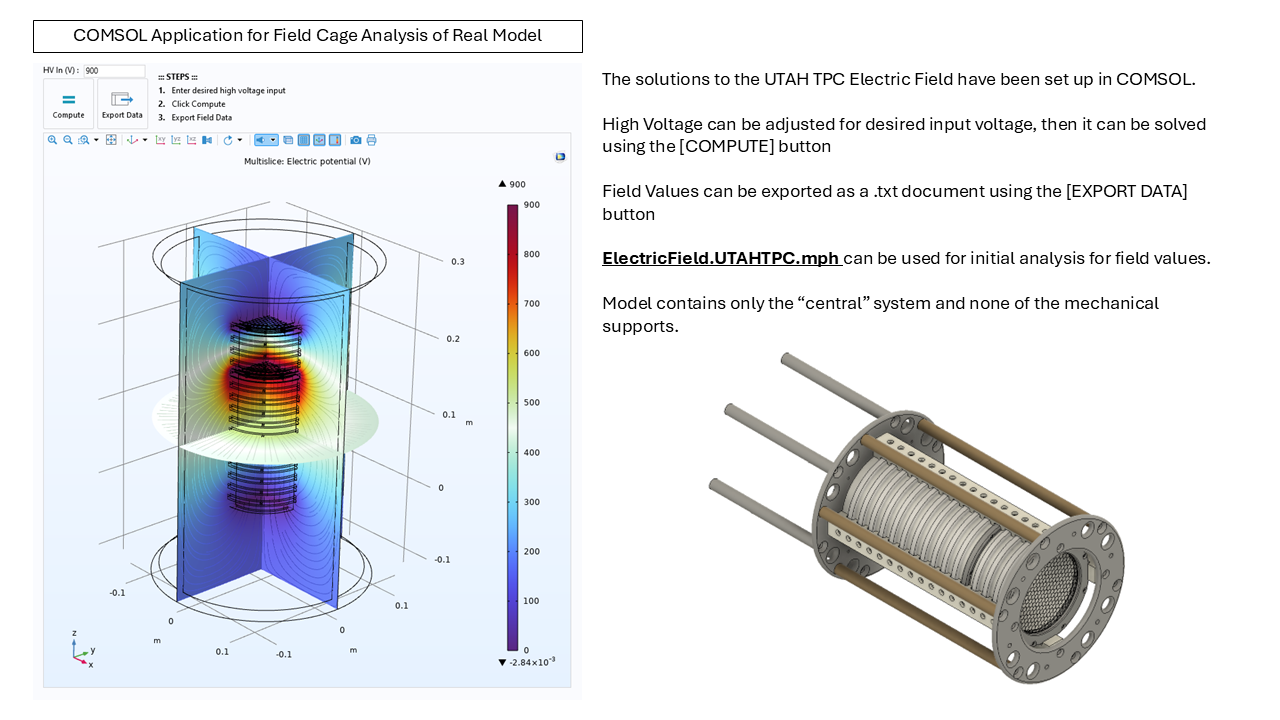 COMSOL Application for Field Cage Analysis of Real Model
HV In (V) : 900
::: STEPS :::
1. Enter desired high voltage input
2. Click Compute
3. Export Field Data
Compute
Export Data
xy yz xz
Multislice: Electric potential (V)
▲ 900
900
800
700
600
500
400
300
200
100
0
▼ -2.84×10⁻³
0.3
0.2
0.1
m
0
-0.1
-0.1
0
m
0.1
-0.1
0
m
0.1
z
y
x
The solutions to the UTAH TPC Electric Field have been set up in COMSOL.
High Voltage can be adjusted for desired input voltage, then it can be solved
using the [COMPUTE] button
Field Values can be exported as a .txt document using the [EXPORT DATA]
button
ElectricField.UTAHTPC.mph can be used for initial analysis for field values.
Model contains only the “central” system and none of the mechanical
supports.